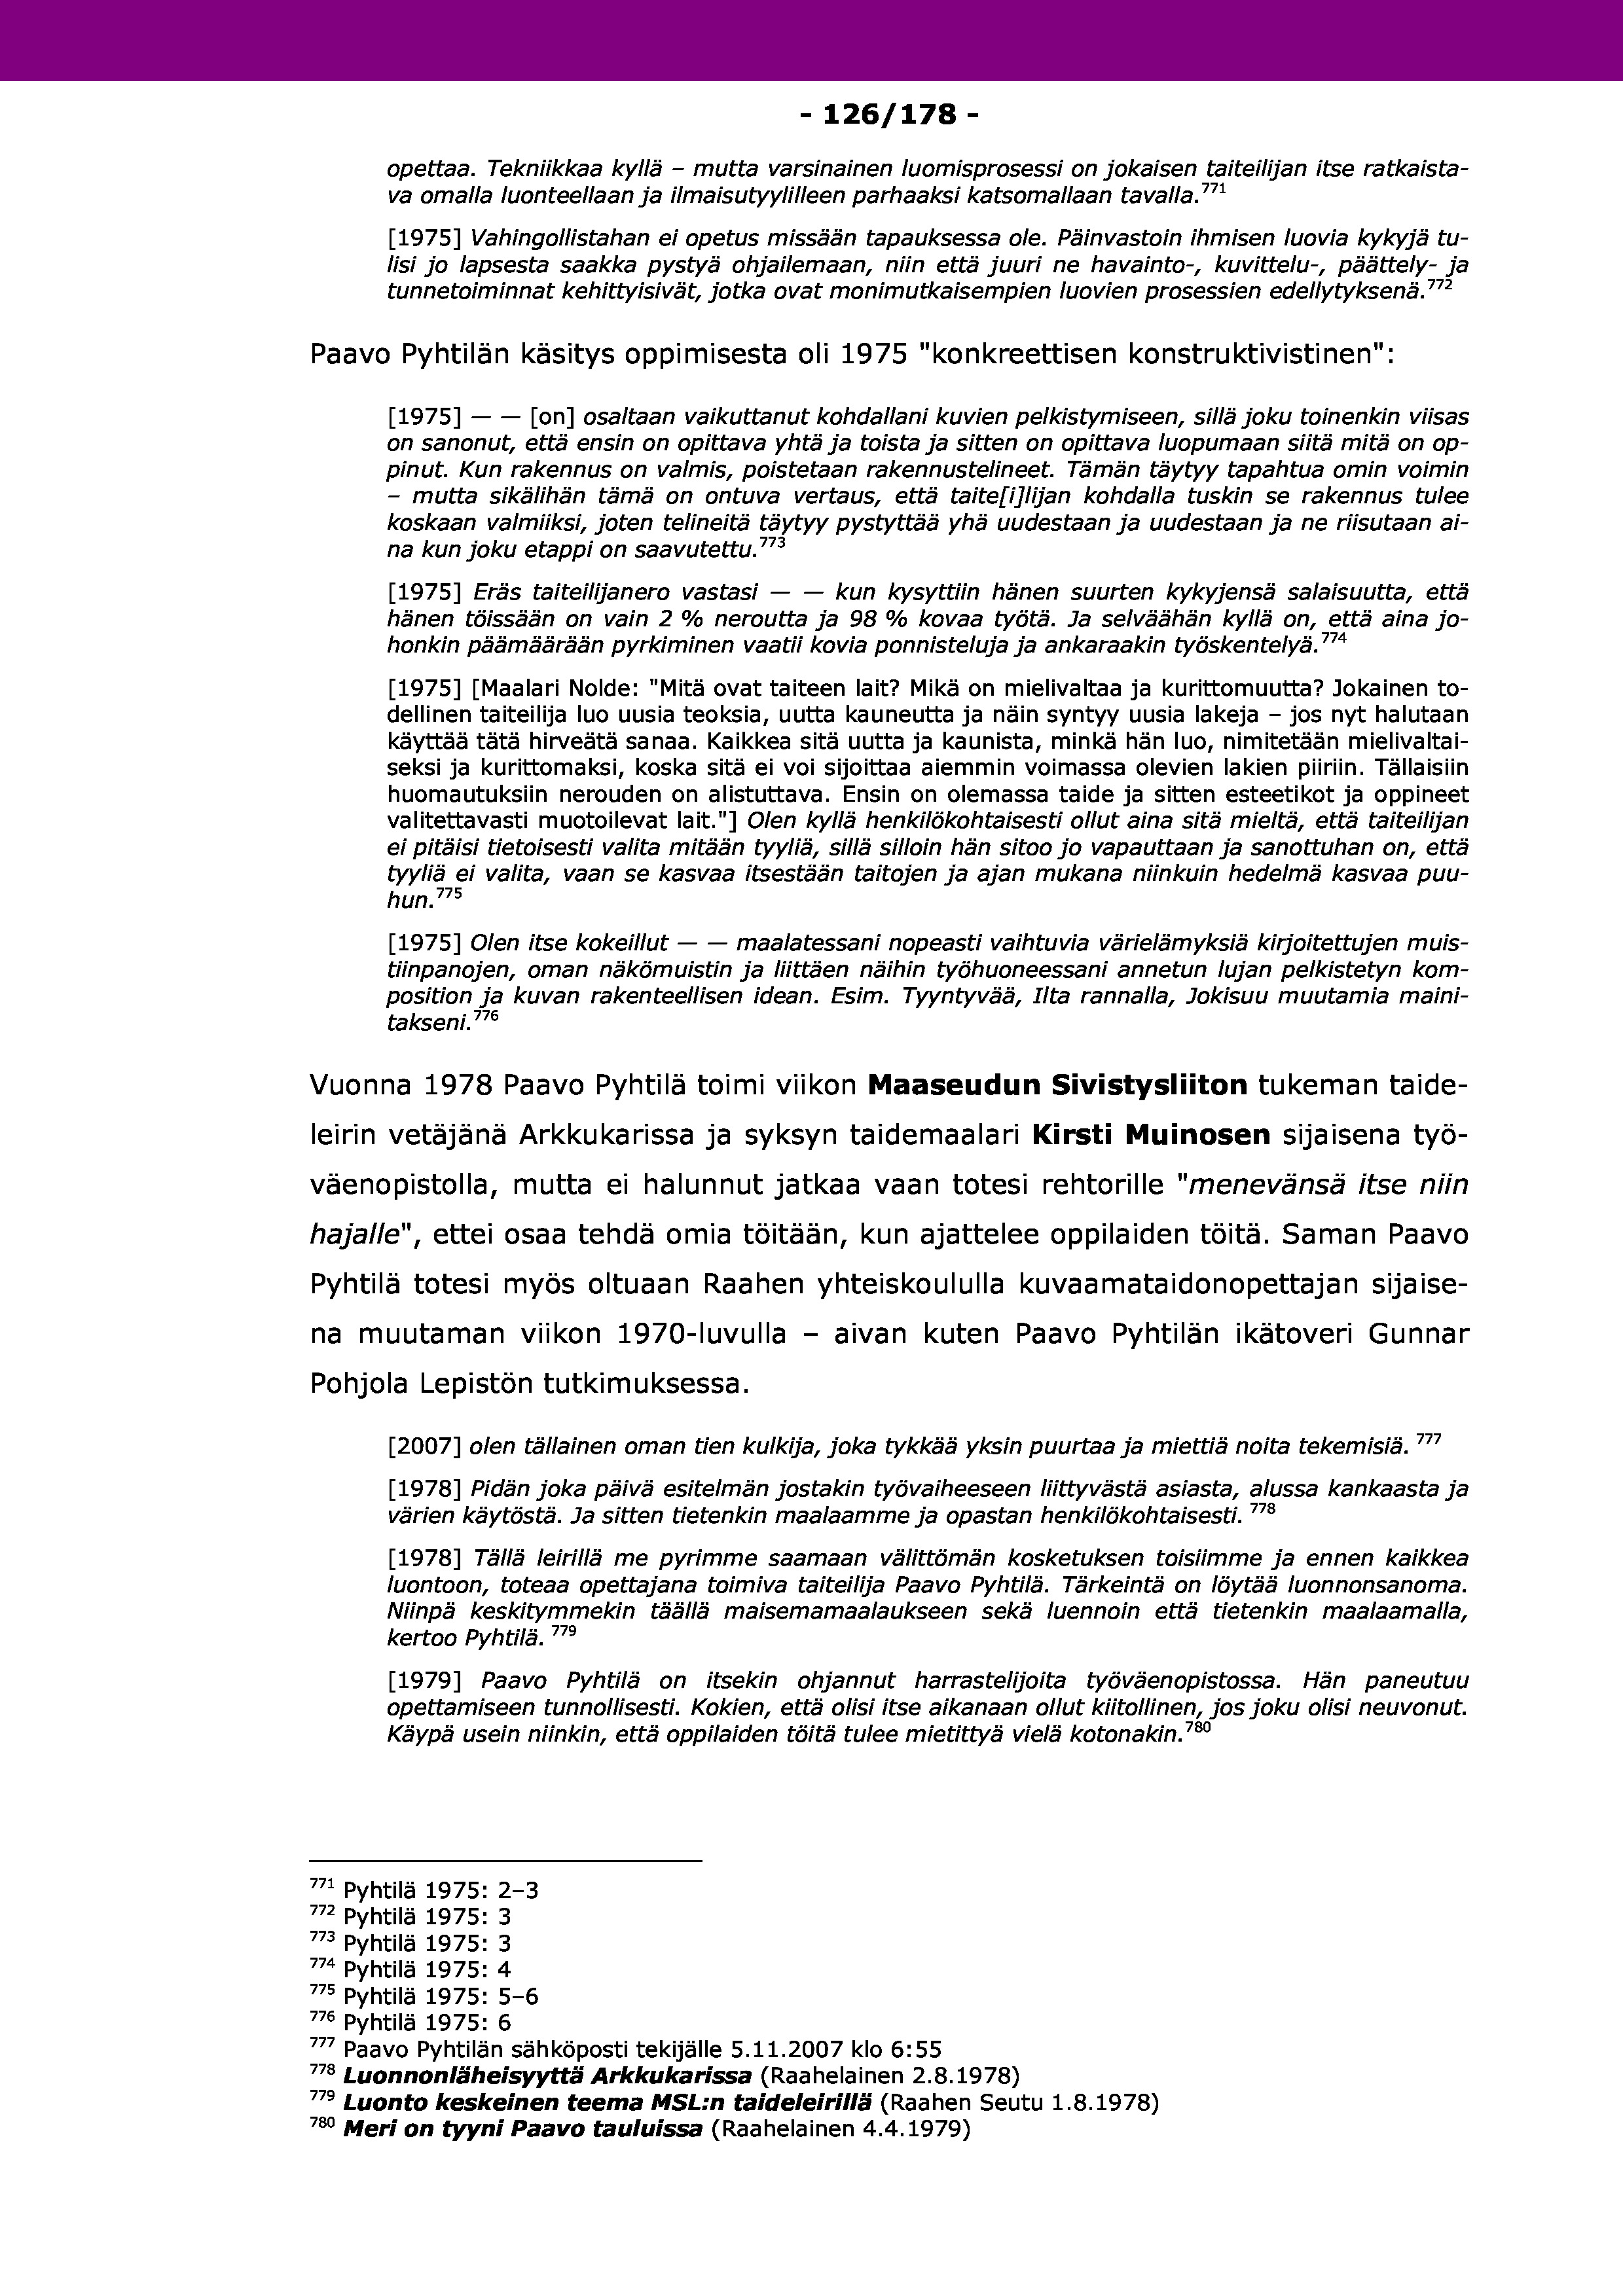 - 126/178 -
opettaa. Tekniikkaa kyllä – mutta varsinainen luomisprosessi on jokaisen taiteilijan itse ratkaista-
va omalla luonteellaan ja ilmaisutyylilleen parhaaksi katsomallaan tavalla.771
[1975] Vahingollistahan ei opetus missään tapauksessa ole. Päinvastoin ihmisen luovia kykyjä tu-
lisi jo lapsesta saakka pystyä ohjailemaan, niin että juuri ne havainto-, kuvittelu-, päättely- ja
tunnetoiminnat kehittyisivät, jotka ovat monimutkaisempien luovien prosessien edellytyksenä.772
Paavo Pyhtilän käsitys oppimisesta oli 1975 "konkreettisen konstruktivistinen":
[1975] — — [on] osaltaan vaikuttanut kohdallani kuvien pelkistymiseen, sillä joku toinenkin viisas
on sanonut, että ensin on opittava yhtä ja toista ja sitten on opittava luopumaan siitä mitä on op-
pinut. Kun rakennus on valmis, poistetaan rakennustelineet. Tämän täytyy tapahtua omin voimin
– mutta sikälihän tämä on ontuva vertaus, että taite[i]lijan kohdalla tuskin se rakennus tulee
koskaan valmiiksi, joten telineitä täytyy pystyttää yhä uudestaan ja uudestaan ja ne riisutaan ai-
na kun joku etappi on saavutettu.773
[1975] Eräs taiteilijanero vastasi — — kun kysyttiin hänen suurten kykyjensä salaisuutta, että
hänen töissään on vain 2 % neroutta ja 98 % kovaa työtä. Ja selväähän kyllä on, että aina jo-
honkin päämäärään pyrkiminen vaatii kovia ponnisteluja ja ankaraakin työskentelyä.774
[1975] [Maalari Nolde: "Mitä ovat taiteen lait? Mikä on mielivaltaa ja kurittomuutta? Jokainen to-
dellinen taiteilija luo uusia teoksia, uutta kauneutta ja näin syntyy uusia lakeja – jos nyt halutaan
käyttää tätä hirveätä sanaa. Kaikkea sitä uutta ja kaunista, minkä hän luo, nimitetään mielivaltai-
seksi ja kurittomaksi, koska sitä ei voi sijoittaa aiemmin voimassa olevien lakien piiriin. Tällaisiin
huomautuksiin nerouden on alistuttava. Ensin on olemassa taide ja sitten esteetikot ja oppineet
valitettavasti muotoilevat lait."] Olen kyllä henkilökohtaisesti ollut aina sitä mieltä, että taiteilijan
ei pitäisi tietoisesti valita mitään tyyliä, sillä silloin hän sitoo jo vapauttaan ja sanottuhan on, että
tyyliä ei valita, vaan se kasvaa itsestään taitojen ja ajan mukana niinkuin hedelmä kasvaa puu-
hun.775
[1975] Olen itse kokeillut — — maalatessani nopeasti vaihtuvia värielämyksiä kirjoitettujen muis-
tiinpanojen, oman näkömuistin ja liittäen näihin työhuoneessani annetun lujan pelkistetyn kom-
position ja kuvan rakenteellisen idean. Esim. Tyyntyvää, Ilta rannalla, Jokisuu muutamia maini-
takseni.776
Vuonna 1978 Paavo Pyhtilä toimi viikon Maaseudun Sivistysliiton tukeman taide-
leirin vetäjänä Arkkukarissa ja syksyn taidemaalari Kirsti Muinosen sijaisena työ-
väenopistolla, mutta ei halunnut jatkaa vaan totesi rehtorille "menevänsä itse niin
hajalle", ettei osaa tehdä omia töitään, kun ajattelee oppilaiden töitä. Saman Paavo
Pyhtilä totesi myös oltuaan Raahen yhteiskoululla kuvaamataidonopettajan sijaise-
na muutaman viikon 1970-luvulla – aivan kuten Paavo Pyhtilän ikätoveri Gunnar
Pohjola Lepistön tutkimuksessa.
[2007] olen tällainen oman tien kulkija, joka tykkää yksin puurtaa ja miettiä noita tekemisiä. 777
[1978] Pidän joka päivä esitelmän jostakin työvaiheeseen liittyvästä asiasta, alussa kankaasta ja
värien käytöstä. Ja sitten tietenkin maalaamme ja opastan henkilökohtaisesti. 778
[1978] Tällä leirillä me pyrimme saamaan välittömän kosketuksen toisiimme ja ennen kaikkea
luontoon, toteaa opettajana toimiva taiteilija Paavo Pyhtilä. Tärkeintä on löytää luonnonsanoma.
Niinpä keskitymmekin täällä maisemamaalaukseen sekä luennoin että tietenkin maalaamalla,
kertoo Pyhtilä. 779
[1979] Paavo Pyhtilä on itsekin ohjannut harrastelijoita työväenopistossa. Hän paneutuu
opettamiseen tunnollisesti. Kokien, että olisi itse aikanaan ollut kiitollinen, jos joku olisi neuvonut.
Käypä usein niinkin, että oppilaiden töitä tulee mietittyä vielä kotonakin.780
771 Pyhtilä 1975: 2–3
772 Pyhtilä 1975: 3
773 Pyhtilä 1975: 3
774 Pyhtilä 1975: 4
775 Pyhtilä 1975: 5–6
776 Pyhtilä 1975: 6
777 Paavo Pyhtilän sähköposti tekijälle 5.11.2007 klo 6:55
778 Luonnonläheisyyttä Arkkukarissa (Raahelainen 2.8.1978)
779 Luonto keskeinen teema MSL:n taideleirillä (Raahen Seutu 1.8.1978)
780 Meri on tyyni Paavo tauluissa (Raahelainen 4.4.1979)